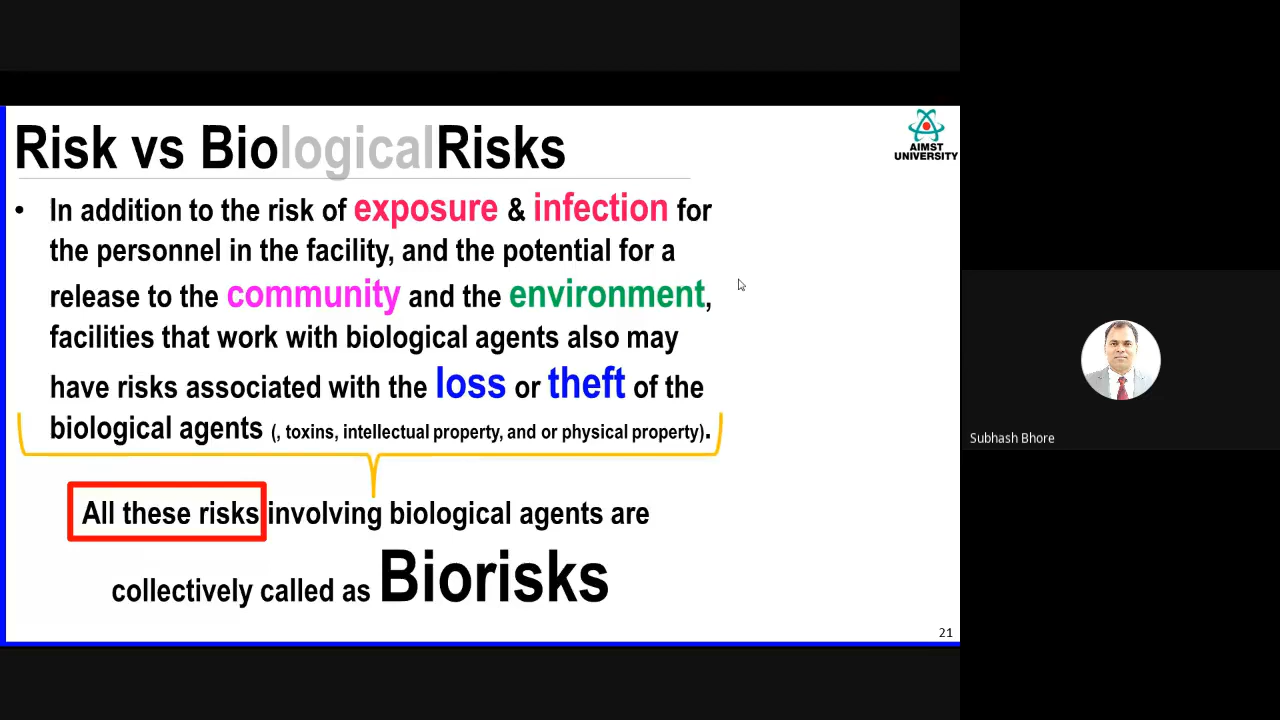 Risk vs BiologicalRisks
AIMST
UNIVERSITY
• In addition to the risk of exposure & infection for
the personnel in the facility, and the potential for a
release to the community and the environment,
facilities that work with biological agents also may
have risks associated with the loss or theft of the
biological agents (, toxins, intellectual property, and or physical property).
All these risks involving biological agents are
collectively called as Biorisks
21
Subhash Bhore